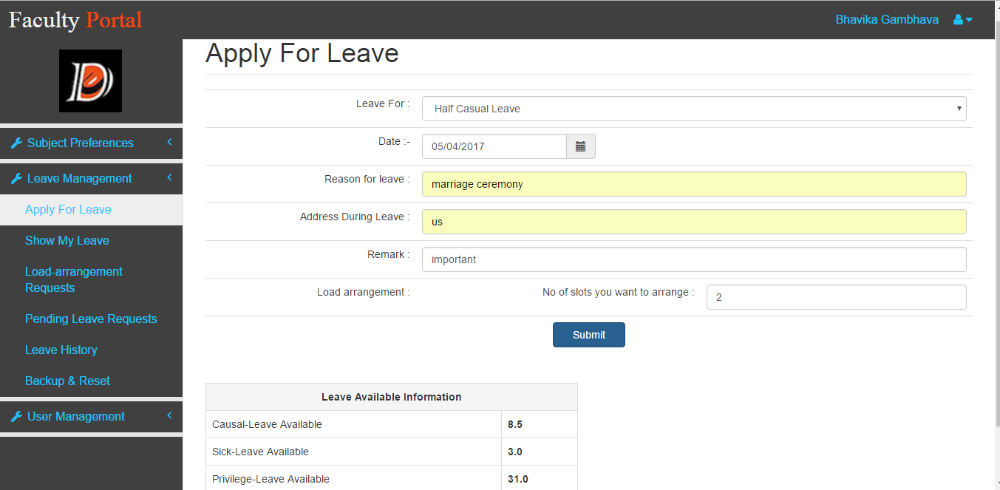 Faculty Portal
Bhavika Gambhava
Subject Preferences
Leave Management
Apply For Leave
Show My Leave
Load-arrangement
Requests
Pending Leave Requests
Leave History
Backup & Reset
User Management
Apply For Leave
Leave For :
Half Casual Leave
Date :-
05/04/2017
Reason for leave :
marriage ceremony
Address During Leave :
us
Remark :
important
Load arrangement :
No of slots you want to arrange :
2
Submit
Leave Available Information
Causal-Leave Available 8.5
Sick-Leave Available 3.0
Privilege-Leave Available 31.0